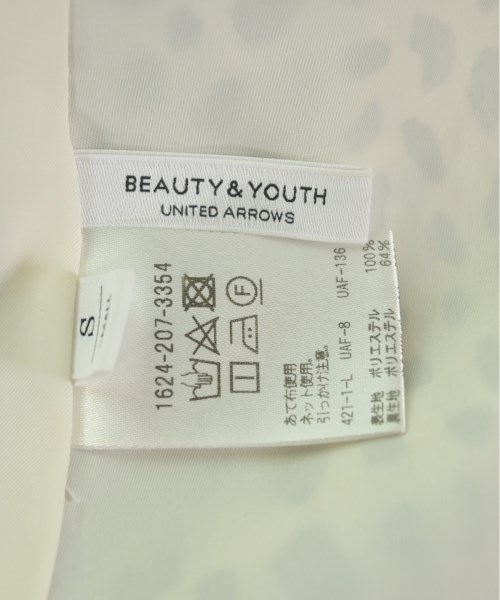 BEAUTY&YOUTH
UNITED ARROWS
S
SMALL
1624-207-3354
あて布使用
ネット使用。
引っかけ注意。
421-1-L UAF-8 UAF-136
表生地 ポリエステル 100%
裏生地 ポリエステル 64%